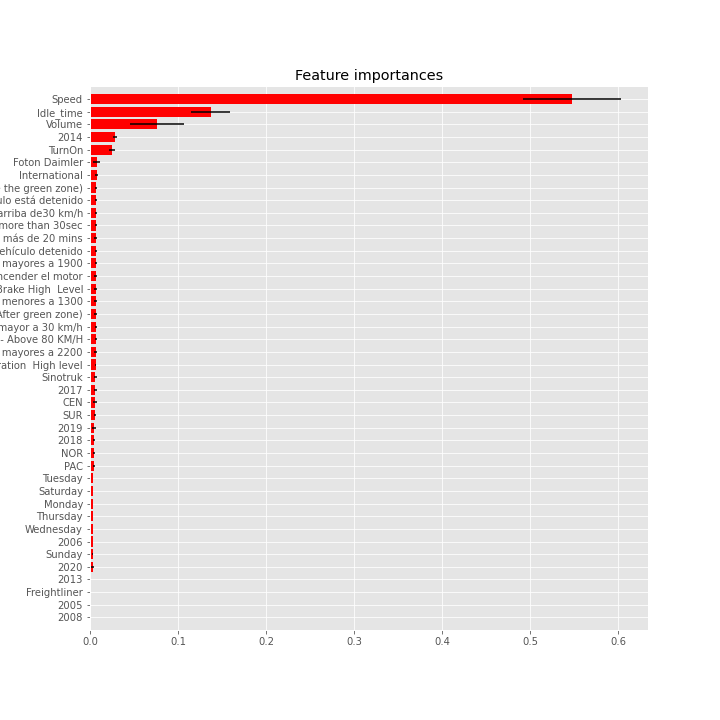 Feature importances
Speed
Idle_time
Volume
2014
TurnOn
Foton Daimler
International
the green zone)
ulo está detenido
arriba de30 km/h
more than 30sec
más de 20 mins
ehículo detenido
mayores a 1900
ncender el motor
Brake High  Level
menores a 1300
After green zone)
mayor a 30 km/h
- Above 80 KM/H
mayores a 2200
ration  High level
Sinotruk
2017
CEN
SUR
2019
2018
NOR
PAC
Tuesday
Saturday
Monday
Thursday
Wednesday
2006
Sunday
2020
2013
Freightliner
2005
2008
0.0 0.1 0.2 0.3 0.4 0.5 0.6